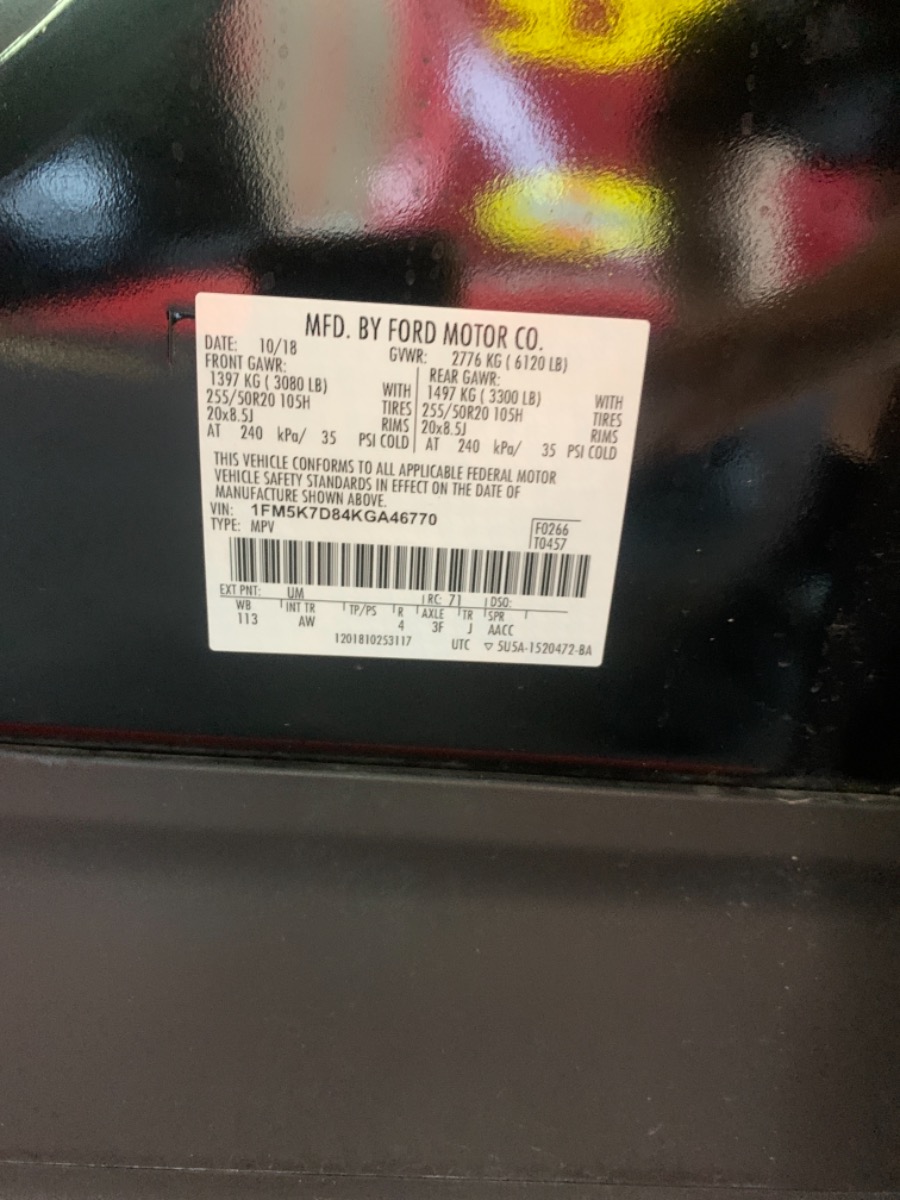 MFD. BY FORD MOTOR CO.
DATE: 10/18 GVWR: 2776 KG ( 6120 LB)
FRONT GAWR: REAR GAWR:
1397 KG ( 3080 LB) WITH 1497 KG ( 3300 LB) WITH
255/50R20 105H TIRES 255/50R20 105H TIRES
20x8.5J RIMS 20x8.5J RIMS
AT 240 kPa/ 35 PSI COLD AT 240 kPa/ 35 PSI COLD
THIS VEHICLE CONFORMS TO ALL APPLICABLE FEDERAL MOTOR
VEHICLE SAFETY STANDARDS IN EFFECT ON THE DATE OF
MANUFACTURE SHOWN ABOVE.
VIN: 1FM5K7D84KGA46770
TYPE: MPV
F0266
T0457
EXT PNT: UM RC: 71 DSO:
WB INT TR TP/PS R AXLE TR SPR
113 AW 4 3F J AACC
1201810253117 UTC ▽ 5U5A-1520472-BA